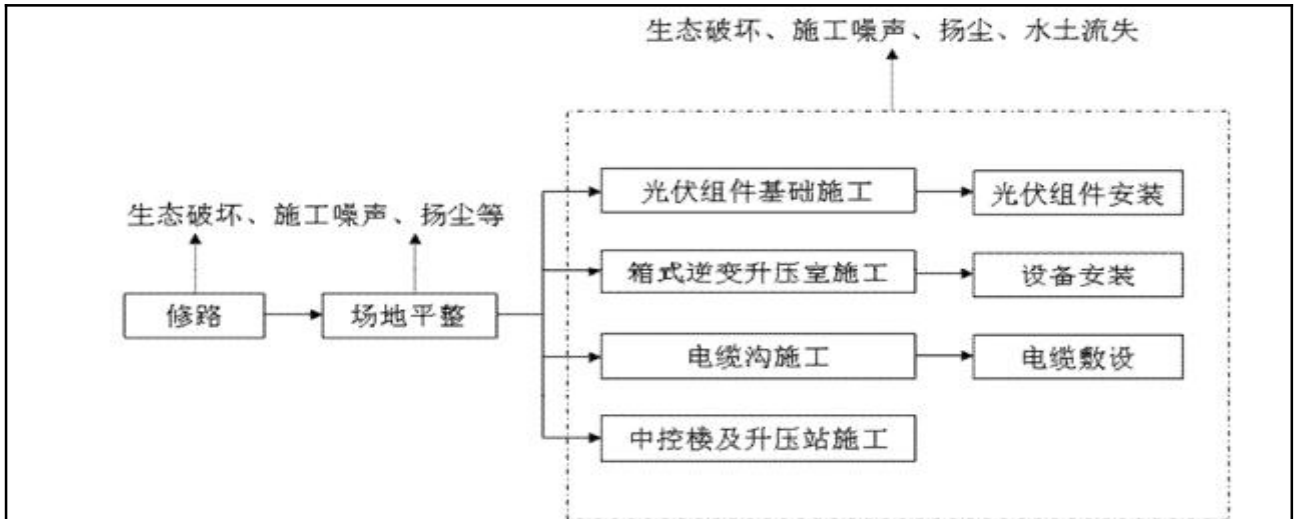 生态破坏、施工噪声、扬尘、水土流失
生态破坏、施工噪声、扬尘等
修路
场地平整
光伏组件基础施工
光伏组件安装
箱式逆变升压室施工
设备安装
电缆沟施工
电缆敷设
中控楼及升压站施工